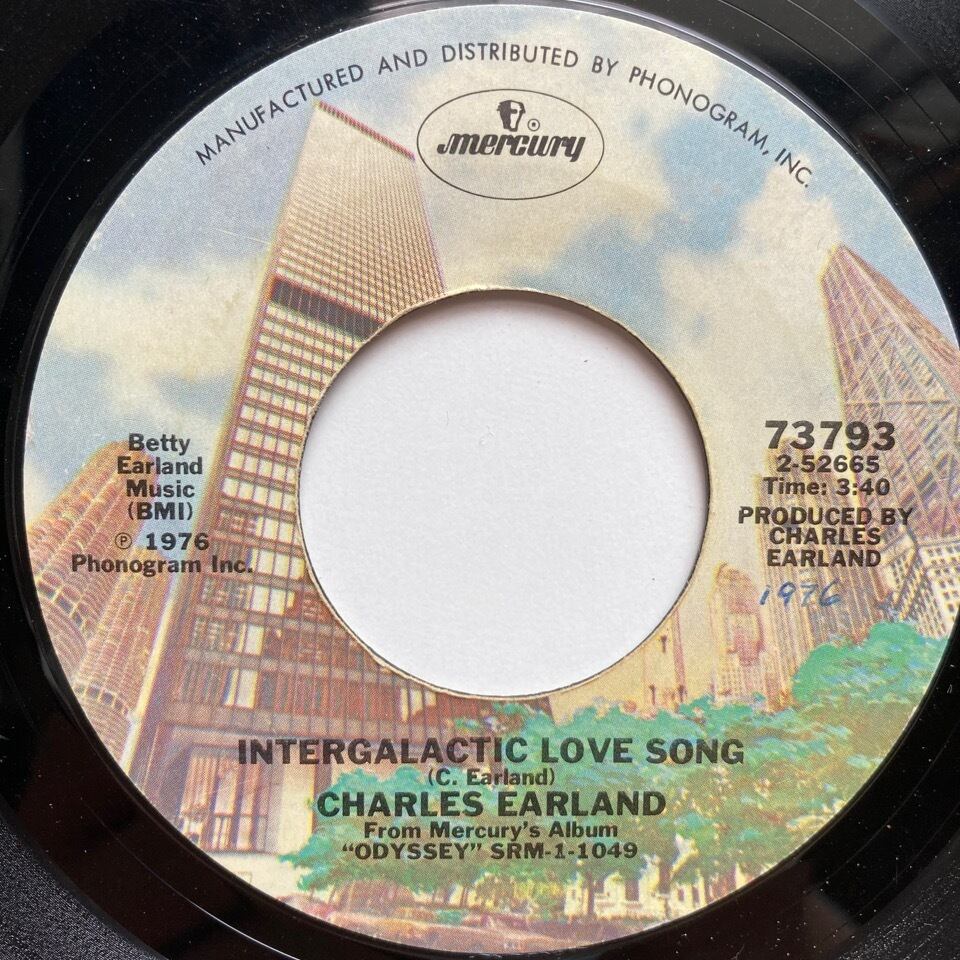 MANUFACTURED AND DISTRIBUTED BY PHONOGRAM, INC.
mercury ®
Betty
Earland
Music
(BMI)
℗ 1976
Phonogram Inc.
73793
2-52665
Time: 3:40
PRODUCED BY
CHARLES
EARLAND
1976
INTERGALACTIC LOVE SONG
(C. Earland)
CHARLES EARLAND
From Mercury's Album
"ODYSSEY" SRM-1-1049